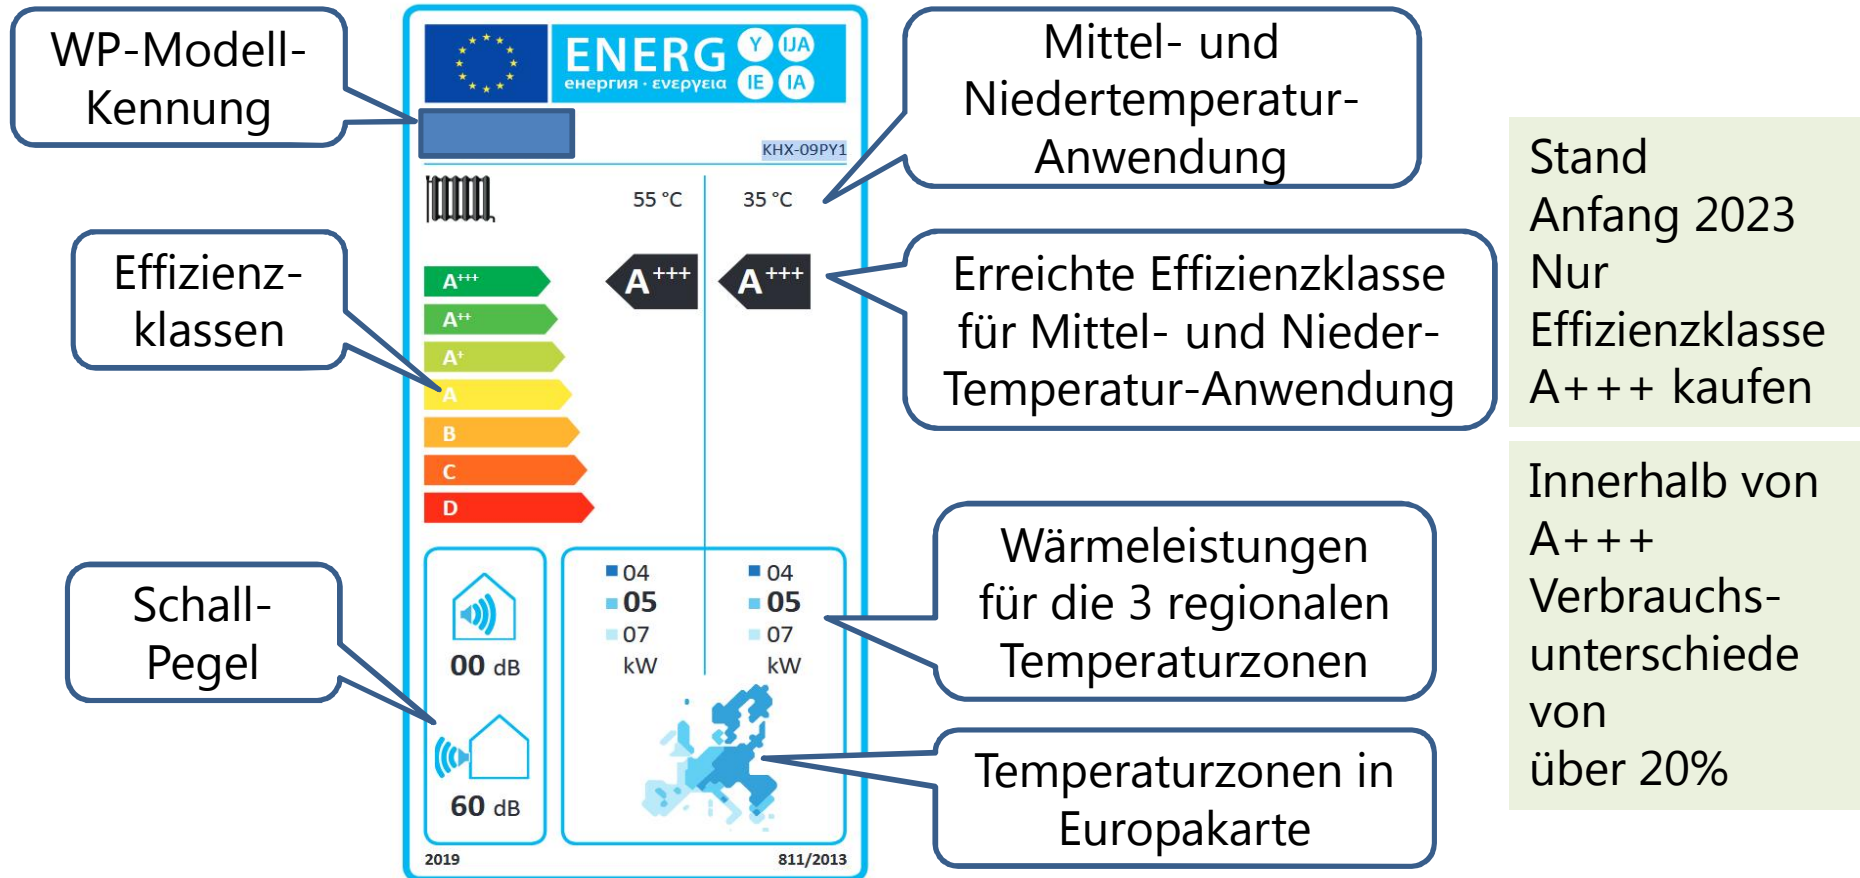 WP-Modell-
Kennung
ENERG
Y IJA
IE IA
енергия · ενεργεια
KHX-09PY1
Mittel- und
Niedertemperatur-
Anwendung
55 °C 35 °C
Effizienz-
klassen
A+++
A++
A+
A
B
C
D
A+++ A+++
Erreichte Effizienzklasse
für Mittel- und Nieder-
Temperatur-Anwendung
Schall-
Pegel
00 dB
60 dB
04 04
05 05
07 07
kW kW
Wärmeleistungen
für die 3 regionalen
Temperaturzonen
Temperaturzonen in
Europakarte
2019 811/2013
Stand
Anfang 2023
Nur
Effizienzklasse
A+++ kaufen
Innerhalb von
A+++
Verbrauchs-
unterschiede
von
über 20%